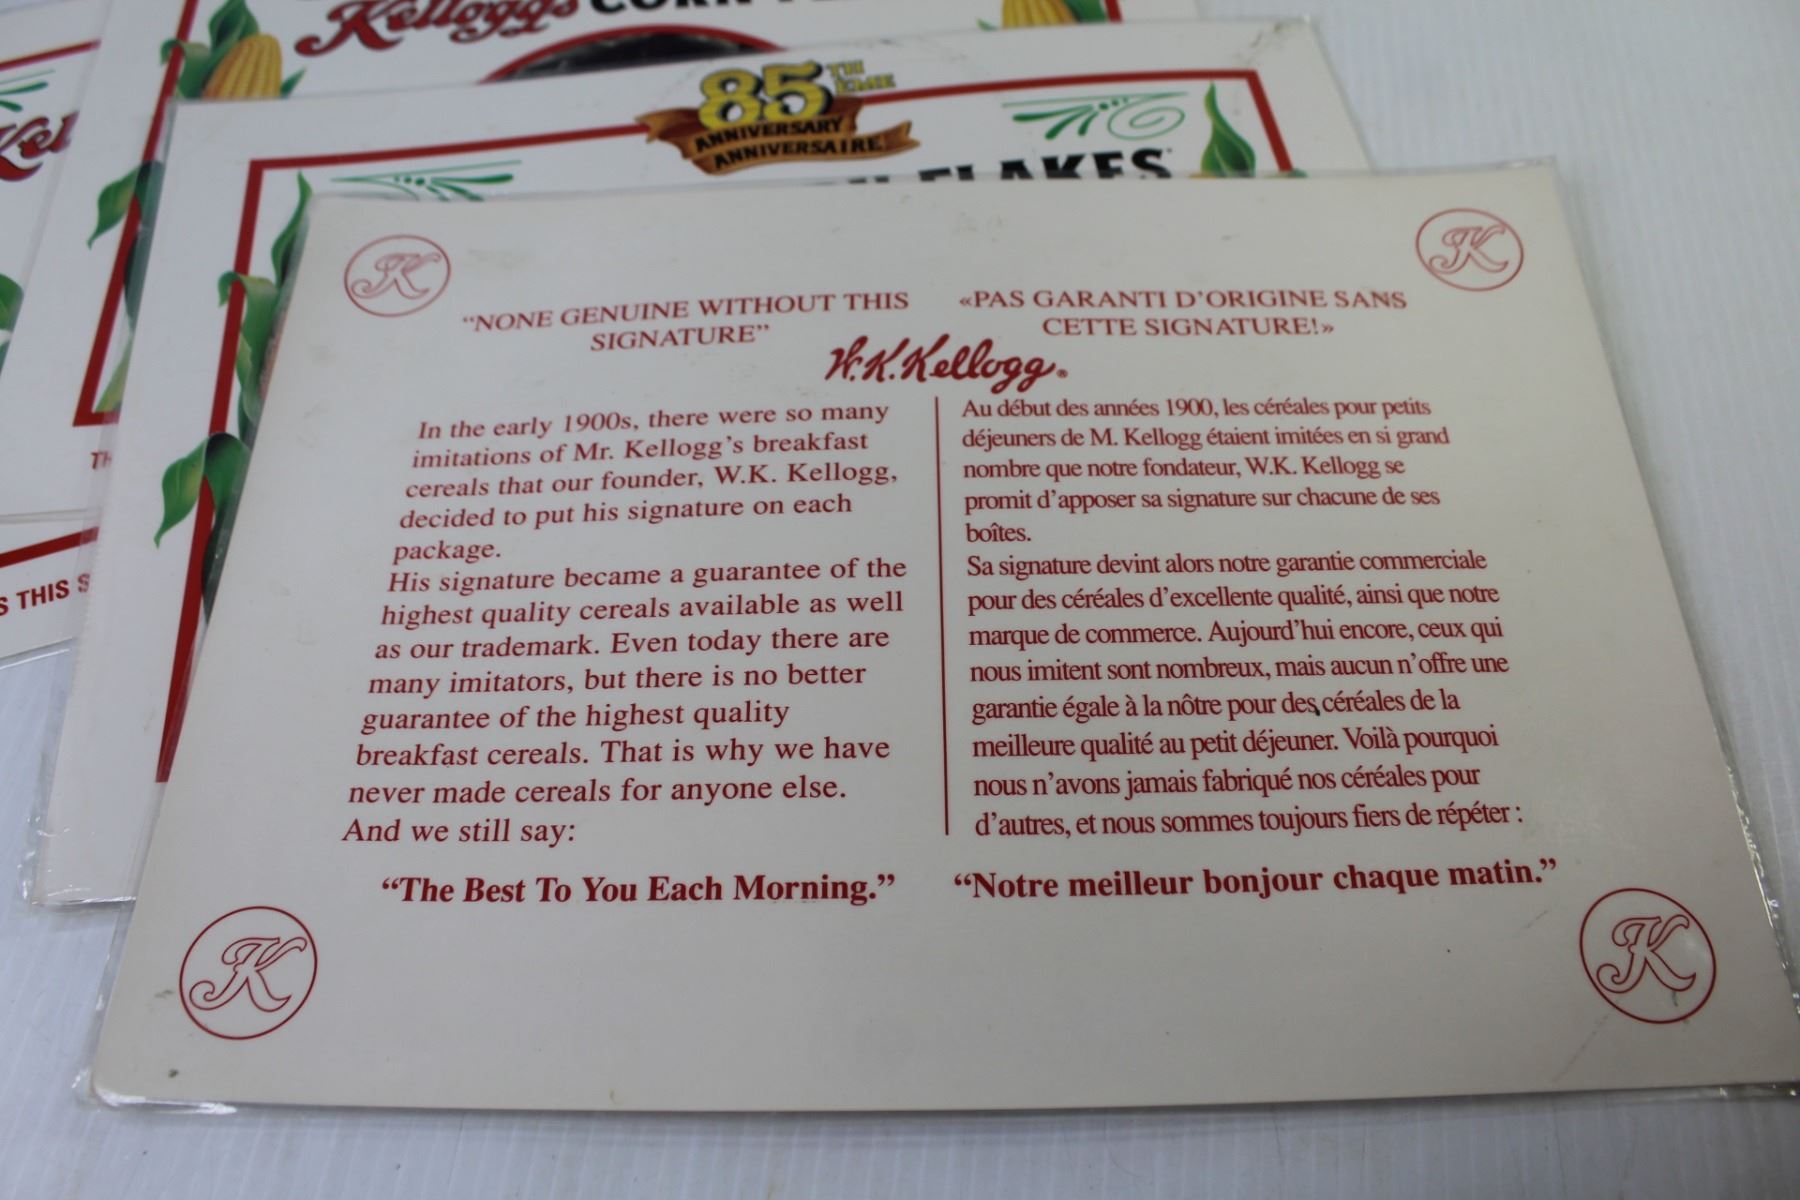 Kellogg's CORN
85TH
ÈME
ANNIVERSARY
ANNIVERSAIRE
FLAKES
Kel
TH
S THIS S
K
K
"NONE GENUINE WITHOUT THIS
SIGNATURE"
«PAS GARANTI D'ORIGINE SANS
CETTE SIGNATURE!»
W.K.Kellogg®
In the early 1900s, there were so many
imitations of Mr. Kellogg's breakfast
cereals that our founder, W.K. Kellogg,
decided to put his signature on each
package.
His signature became a guarantee of the
highest quality cereals available as well
as our trademark. Even today there are
many imitators, but there is no better
guarantee of the highest quality
breakfast cereals. That is why we have
never made cereals for anyone else.
And we still say:
"The Best To You Each Morning."
Au début des années 1900, les céréales pour petits
déjeuners de M. Kellogg étaient imitées en si grand
nombre que notre fondateur, W.K. Kellogg se
promit d'apposer sa signature sur chacune de ses
boîtes.
Sa signature devint alors notre garantie commerciale
pour des céréales d'excellente qualité, ainsi que notre
marque de commerce. Aujourd'hui encore, ceux qui
nous imitent sont nombreux, mais aucun n'offre une
garantie égale à la nôtre pour des céréales de la
meilleure qualité au petit déjeuner. Voilà pourquoi
nous n'avons jamais fabriqué nos céréales pour
d'autres, et nous sommes toujours fiers de répéter :
"Notre meilleur bonjour chaque matin."
K
K